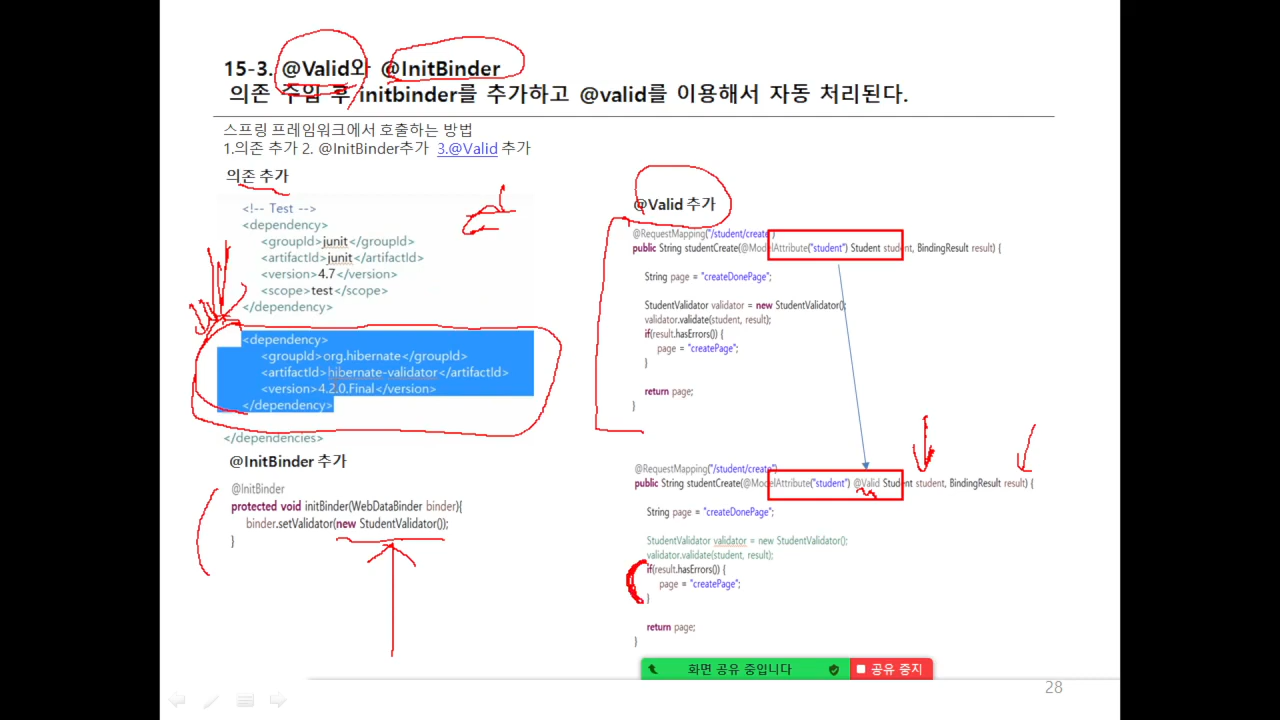 15-3. @Valid와 @InitBinder
의존 주입 후 initbinder를 추가하고 @valid를 이용해서 자동 처리된다.
스프링 프레임워크에서 호출하는 방법
1.의존 추가 2. @InitBinder추가 3.@Valid 추가
의존 추가
<!-- Test -->
<dependency>
<groupId>junit</groupId>
<artifactId>junit</artifactId>
<version>4.7</version>
<scope>test</scope>
</dependency>
<dependency>
<groupId>org.hibernate</groupId>
<artifactId>hibernate-validator</artifactId>
<version>4.2.0.Final</version>
</dependency>
</dependencies>
@InitBinder 추가
@InitBinder
protected void initBinder(WebDataBinder binder){
binder.setValidator(new StudentValidator());
}
@Valid 추가
@RequestMapping("/student/create")
public String studentCreate(@ModelAttribute("student") Student student, BindingResult result) {
String page = "createDonePage";
StudentValidator validator = new StudentValidator();
validator.validate(student, result);
if(result.hasErrors()) {
page = "createPage";
}
return page;
}
@RequestMapping("/student/create")
public String studentCreate(@ModelAttribute("student") @Valid Student student, BindingResult result) {
String page = "createDonePage";
StudentValidator validator = new StudentValidator();
validator.validate(student, result);
if(result.hasErrors()) {
page = "createPage";
}
return page;
}
화면 공유 중입니다 공유 중지
28